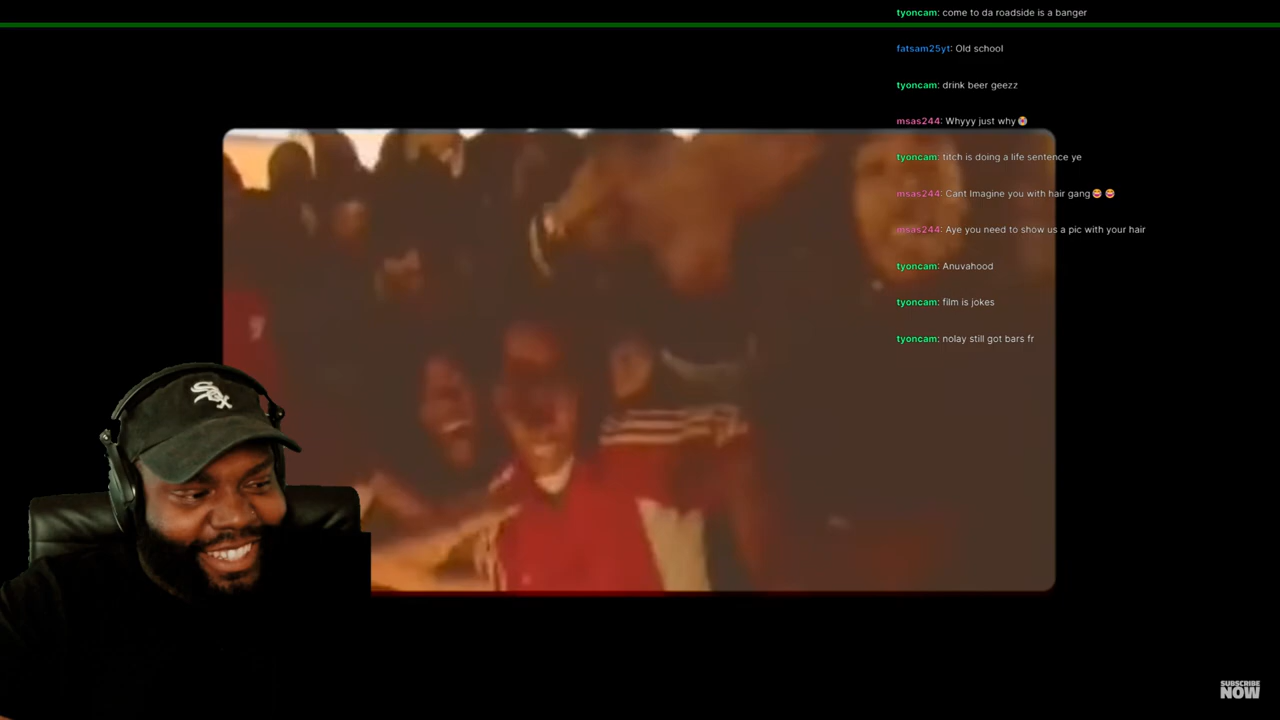 tyoncam: come to da roadside is a banger
fatsam25yt: Old school
tyoncam: drink beer geezz
msas244: Whyyy just why
tyoncam: titch is doing a life sentence ye
msas244: Cant Imagine you with hair gang
msas244: Aye you need to show us a pic with your hair
tyoncam: Anuvahood
tyoncam: film is jokes
tyoncam: nolay still got bars fr
Sox
SUBSCRIBE
NOW